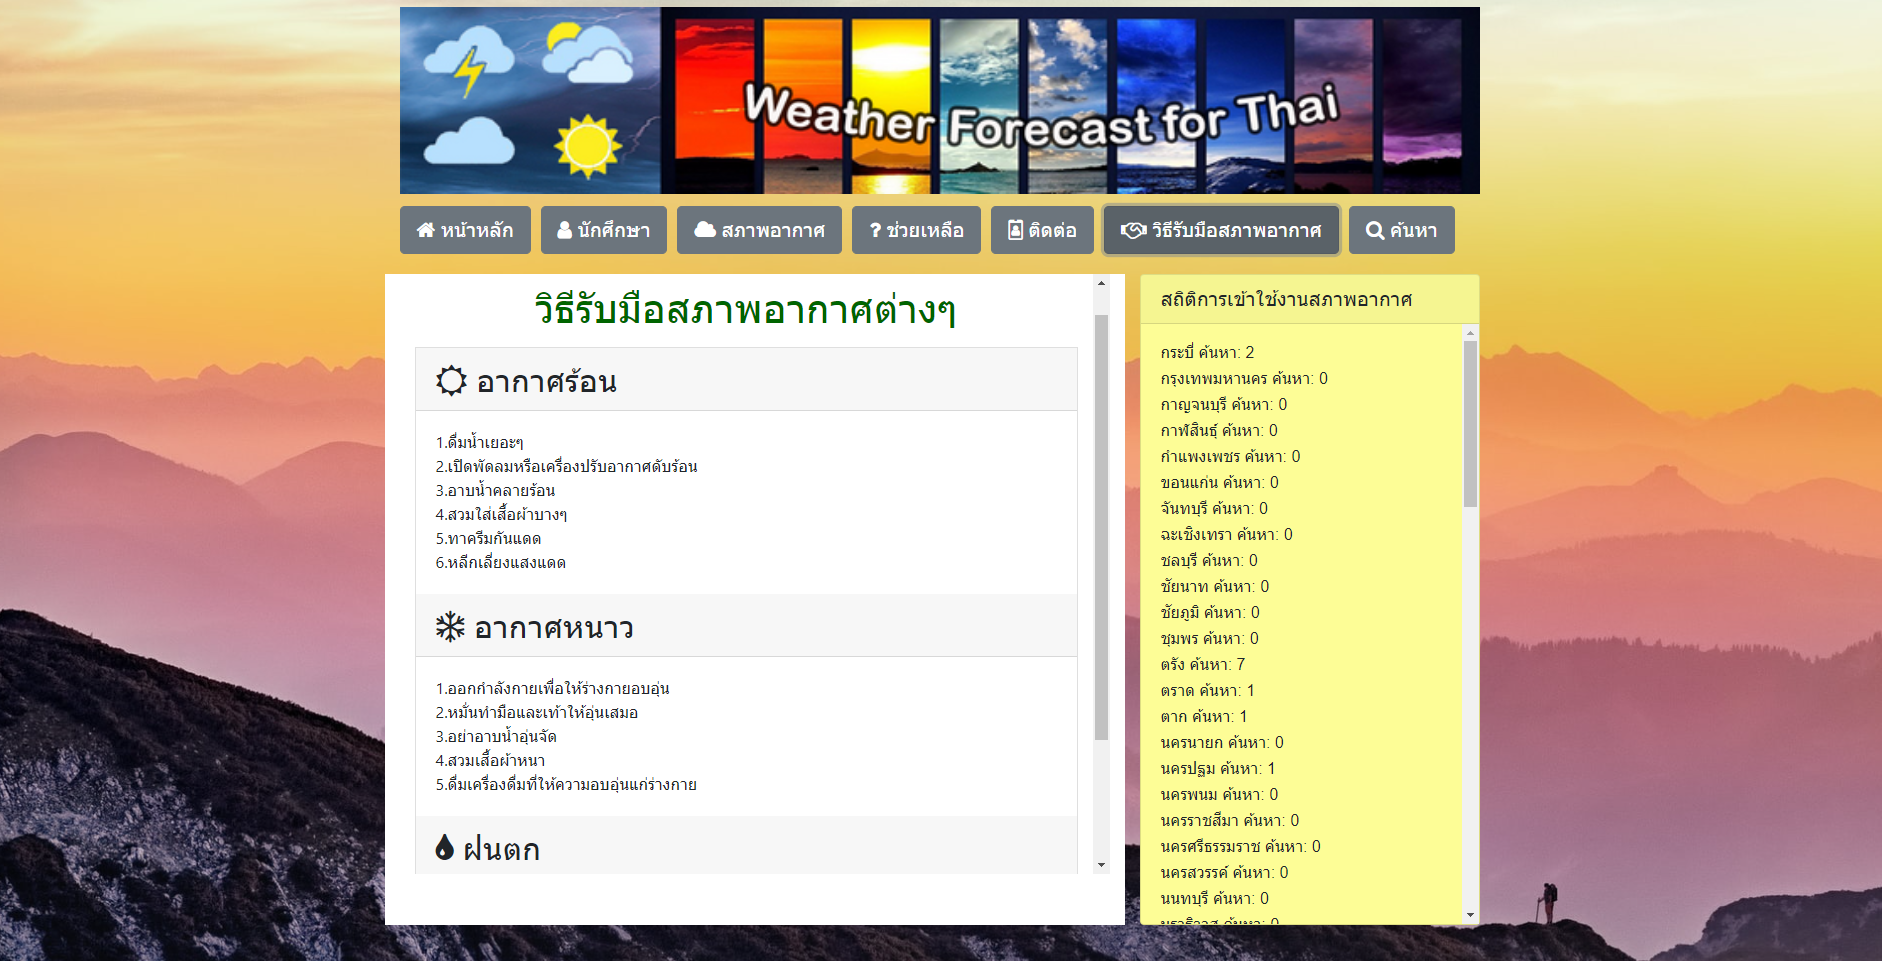 Weather Forecast for Thai
หน้าหลัก
นักศึกษา
สภาพอากาศ
? ช่วยเหลือ
ติดต่อ
วิธีรับมือสภาพอากาศ
ค้นหา
วิธีรับมือสภาพอากาศต่างๆ
อากาศร้อน
1.ดื่มน้ำเยอะๆ
2.เปิดพัดลมหรือเครื่องปรับอากาศดับร้อน
3.อาบน้ำคลายร้อน
4.สวมใส่เสื้อผ้าบางๆ
5.ทาครีมกันแดด
6.หลีกเลี่ยงแสงแดด
อากาศหนาว
1.ออกกำลังกายเพื่อให้ร่างกายอบอุ่น
2.หมั่นทำมือและเท้าให้อุ่นเสมอ
3.อย่าอาบน้ำอุ่นจัด
4.สวมเสื้อผ้าหนา
5.ดื่มเครื่องดื่มที่ให้ความอบอุ่นแก่ร่างกาย
ฝนตก
สถิติการเข้าใช้งานสภาพอากาศ
กระบี่ ค้นหา: 2
กรุงเทพมหานคร ค้นหา: 0
กาญจนบุรี ค้นหา: 0
กาฬสินธุ์ ค้นหา: 0
กำแพงเพชร ค้นหา: 0
ขอนแก่น ค้นหา: 0
จันทบุรี ค้นหา: 0
ฉะเชิงเทรา ค้นหา: 0
ชลบุรี ค้นหา: 0
ชัยนาท ค้นหา: 0
ชัยภูมิ ค้นหา: 0
ชุมพร ค้นหา: 0
ตรัง ค้นหา: 7
ตราด ค้นหา: 1
ตาก ค้นหา: 1
นครนายก ค้นหา: 0
นครปฐม ค้นหา: 1
นครพนม ค้นหา: 0
นครราชสีมา ค้นหา: 0
นครศรีธรรมราช ค้นหา: 0
นครสวรรค์ ค้นหา: 0
นนทบุรี ค้นหา: 0
นราธิวาส ค้นหา: 0